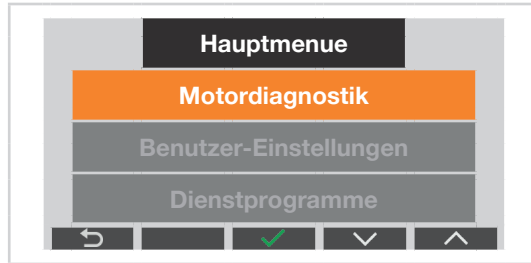 Hauptmenue
Motordiagnostik
Benutzer-Einstellungen
Dienstprogramme